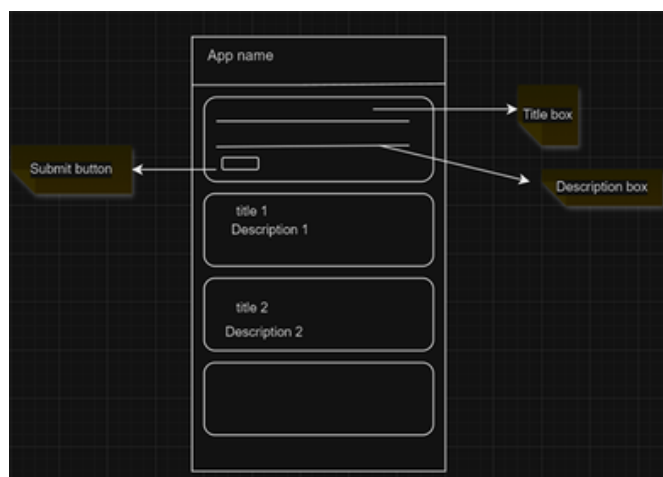 App name
Title box
Submit button
Description box
title 1
Description 1
title 2
Description 2